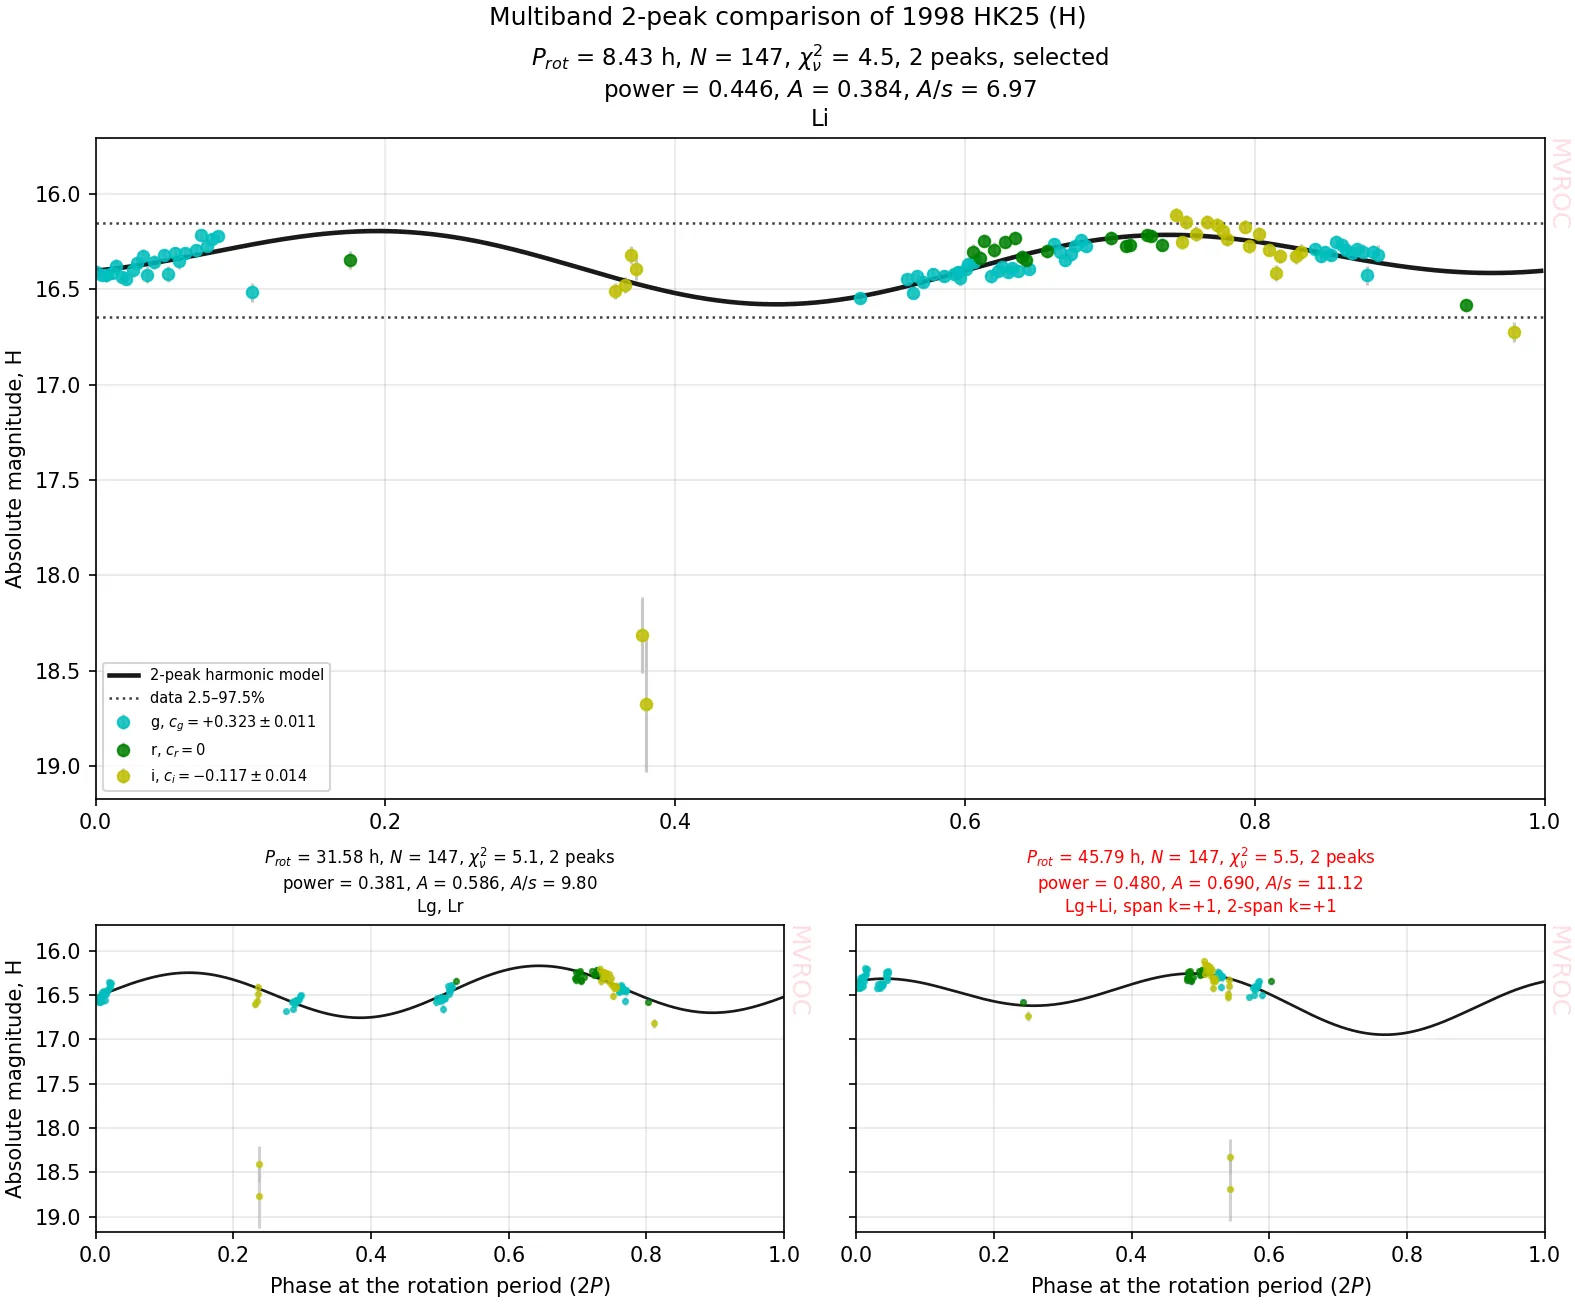 Multiband 2-peak comparison of 1998 HK25 (H)
P_rot = 8.43 h, N = 147, χ²_ν = 4.5, 2 peaks, selected
power = 0.446, A = 0.384, A/s = 6.97
Li
MVROC
Absolute magnitude, H
16.0
16.5
17.0
17.5
18.0
18.5
19.0
2-peak harmonic model
data 2.5–97.5%
g, c_g = +0.323 ± 0.011
r, c_r = 0
i, c_i = −0.117 ± 0.014
0.0 0.2 0.4 0.6 0.8 1.0
P_rot = 31.58 h, N = 147, χ²_ν = 5.1, 2 peaks
power = 0.381, A = 0.586, A/s = 9.80
Lg, Lr
MVROC
Absolute magnitude, H
16.0
16.5
17.0
17.5
18.0
18.5
19.0
0.0 0.2 0.4 0.6 0.8 1.0
Phase at the rotation period (2P)
P_rot = 45.79 h, N = 147, χ²_ν = 5.5, 2 peaks
power = 0.480, A = 0.690, A/s = 11.12
Lg+Li, span k=+1, 2-span k=+1
MVROC
0.0 0.2 0.4 0.6 0.8 1.0
Phase at the rotation period (2P)